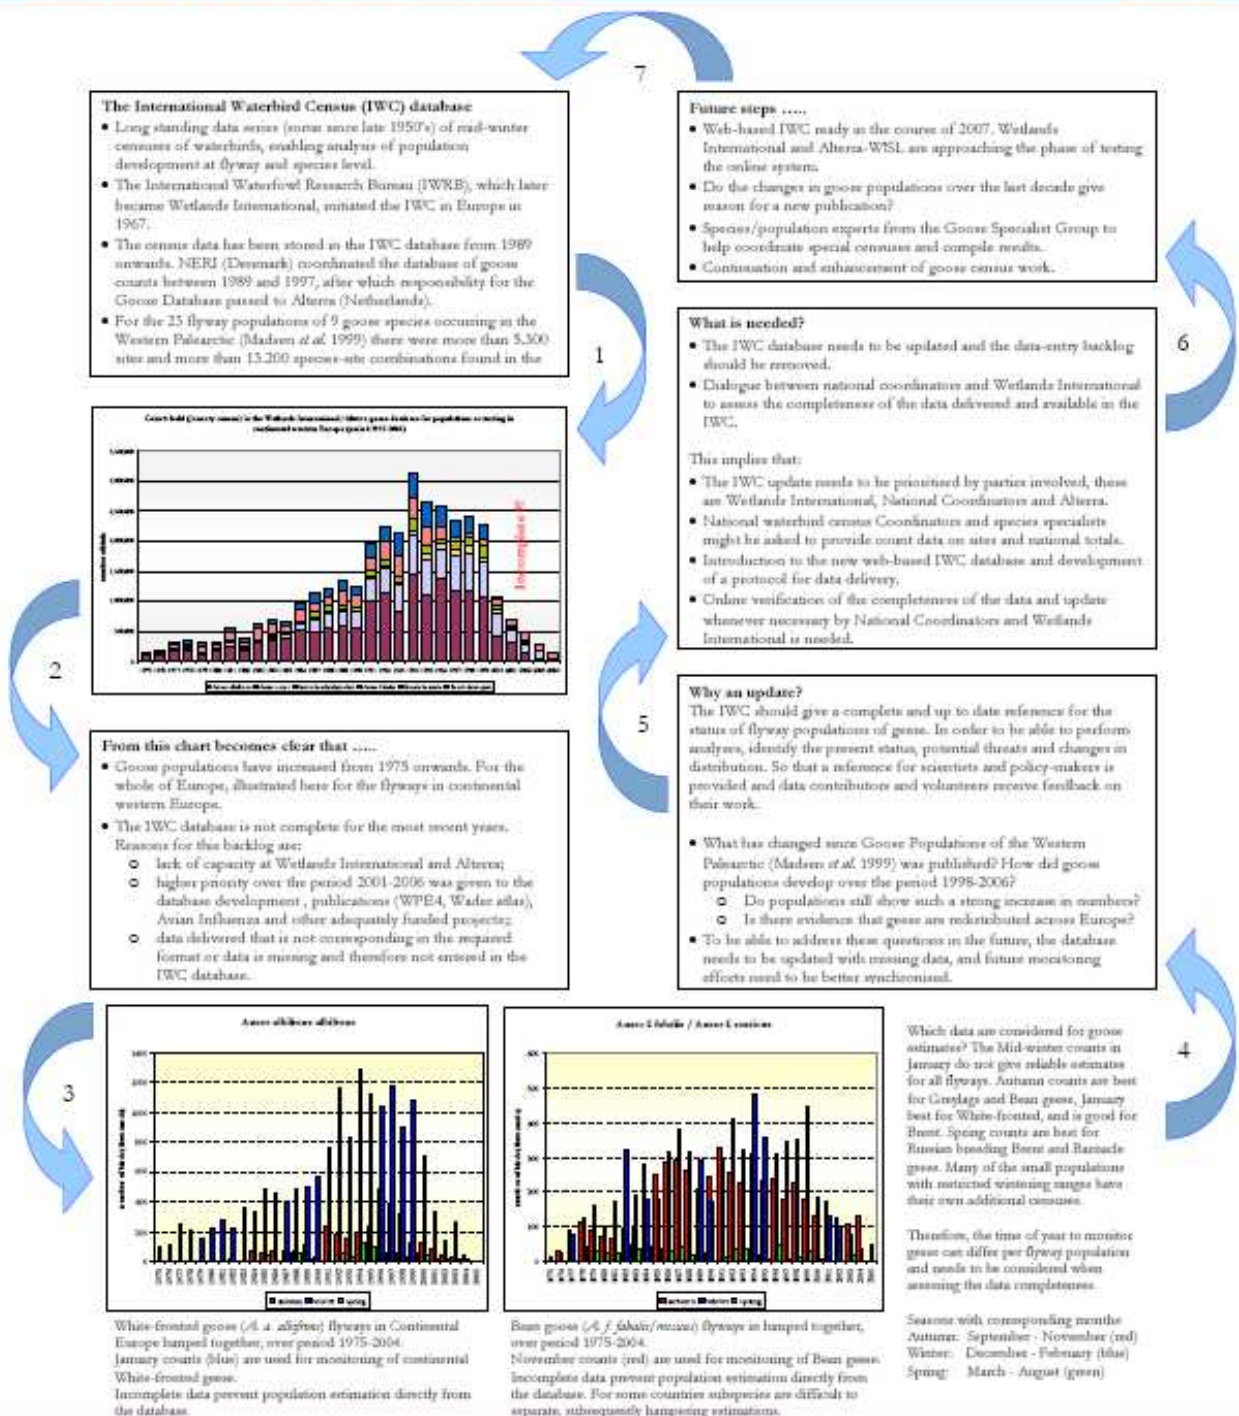 7
The International Waterbird Census (IWC) database
• Long standing data series (some since late 1950's) of mid-winter
censuses of waterbirds, enabling analysis of population
development at flyway and species level.
• The International Waterfowl Research Bureau (IWRB), which later
became Wetlands International, initiated the IWC in Europe in
1967.
• The census data has been stored in the IWC database from 1989
onwards. NERI (Denmark) coordinated the database of goose
counts between 1989 and 1997, after which responsibility for the
Goose Database passed to Alterra (Netherlands).
• For the 23 flyway populations of 9 goose species occurring in the
Western Palearctic (Madsen et al. 1999) there were more than 5.300
sites and more than 13.200 species-site combinations found in the
1
Incomplete !!
2
From this chart becomes clear that .....
• Goose populations have increased from 1975 onwards. For the
whole of Europe, illustrated here for the flyways in continental
western Europe.
• The IWC database is not complete for the most recent years.
Reasons for this backlog are:
o lack of capacity at Wetlands International and Alterra;
o higher priority over the period 2001-2006 was given to the
database development , publications (WPE4, Wader atlas),
Avian Influenza and other adequately funded projects;
o data delivered that is not corresponding in the required
format or data is missing and therefore not entered in the
IWC database.
3
Anser albifrons albifrons
autumn winter spring
White-fronted goose (A. a. albifrons) flyways in Continental
Europe lumped together, over period 1975-2004.
January counts (blue) are used for monitoring of continental
White-fronted geese.
Incomplete data prevent population estimation directly from
the database.
Anser f. fabalis / Anser f. rossicus
autumn winter spring
Bean goose (A. f. fabalis/rossicus) flyways in lumped together,
over period 1975-2004.
November counts (red) are used for monitoring of Bean geese.
Incomplete data prevent population estimation directly from
the database. For some countries subspecies are difficult to
separate, subsequently hampering estimations.
Which data are considered for goose
estimates? The Mid-winter counts in
January do not give reliable estimates
for all flyways. Autumn counts are best
for Greylags and Bean geese, January
best for White-fronted, and is good for
Brent. Spring counts are best for
Russian breeding Brent and Barnacle
geese. Many of the small populations
with restricted wintering ranges have
their own additional censuses.
Therefore, the time of year to monitor
geese can differ per flyway population
and needs to be considered when
assessing the data completeness.
Seasons with corresponding months
Autumn: September - November (red)
Winter: December - February (blue)
Spring: March - August (green)
4
Why an update?
The IWC should give a complete and up to date reference for the
status of flyway populations of geese. In order to be able to perform
analyses, identify the present status, potential threats and changes in
distribution. So that a reference for scientists and policy-makers is
provided and data contributors and volunteers receive feedback on
their work.
• What has changed since Goose Populations of the Western
Palearctic (Madsen et al. 1999) was published? How did goose
populations develop over the period 1998-2006?
o Do populations still show such a strong increase in numbers?
o Is there evidence that geese are redistributed across Europe?
• To be able to address these questions in the future, the database
needs to be updated with missing data, and future monitoring
efforts need to be better synchronised.
5
What is needed?
• The IWC database needs to be updated and the data-entry backlog
should be removed.
• Dialogue between national coordinators and Wetlands International
to assess the completeness of the data delivered and available in the
IWC.
This implies that:
• The IWC update needs to be prioritised by parties involved, these
are Wetlands International, National Coordinators and Alterra.
• National waterbird census Coordinators and species specialists
might be asked to provide count data on sites and national totals.
• Introduction to the new web-based IWC database and development
of a protocol for data delivery.
• Online verification of the completeness of the data and update
whenever necessary by National Coordinators and Wetlands
International is needed.
6
Future steps .....
• Web-based IWC ready in the course of 2007. Wetlands
International and Alterra-WISL are approaching the phase of testing
the online system.
• Do the changes in goose populations over the last decade give
reason for a new publication?
• Species/population experts from the Goose Specialist Group to
help coordinate special censuses and compile results.
• Continuation and enhancement of goose census work.